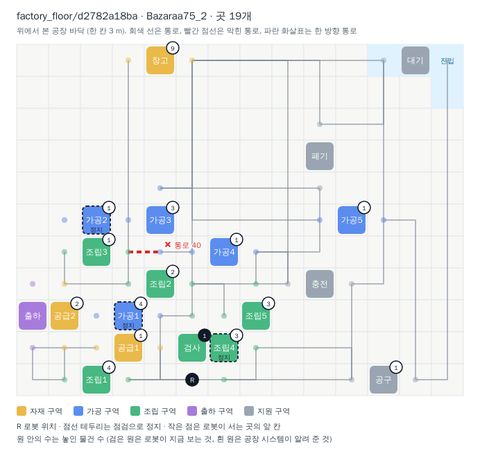 factory_floor/d2782a18ba · Bazaraa75_2 · 곳 19개
위에서 본 공장 바닥 (한 칸 3 m). 회색 선은 통로, 빨간 점선은 막힌 통로, 파란 화살표는 한 방향 통로
창고 9
대기
폐기
가공2 1
정지
가공3 3
가공5 1
조립3 1
✖ 통로 40
가공4 1
조립2 2
충전
출하
공급2 2
가공1 4
정지
조립5 3
공급1 1
검사 1
조립4 3
정지
조립1 4
R
공구 1
자재 구역 가공 구역 조립 구역 출하 구역 지원 구역
R 로봇 위치 · 점선 테두리는 점검으로 정지 · 작은 점은 로봇이 서는 곳의 앞 칸
원 안의 수는 놓인 물건 수 (검은 원은 로봇이 지금 보는 것, 흰 원은 공장 시스템이 알려 준 것)